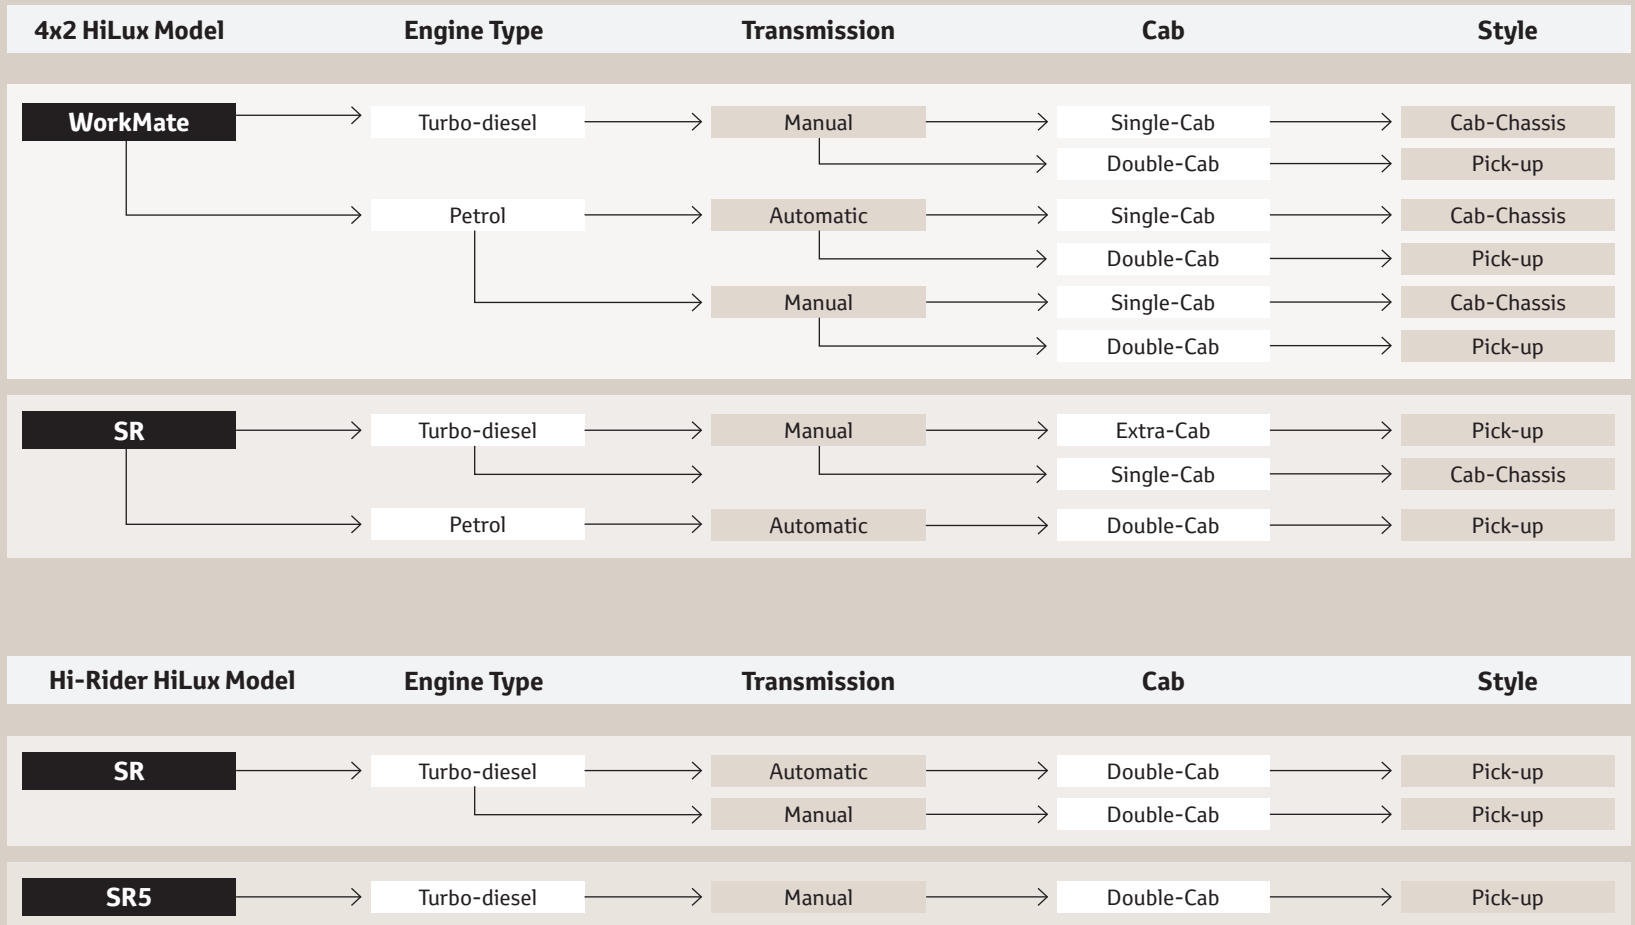 4x2 HiLux Model Engine Type Transmission Cab Style
WorkMate Turbo-diesel Manual Single-Cab Cab-Chassis
Double-Cab Pick-up
Petrol Automatic Single-Cab Cab-Chassis
Double-Cab Pick-up
Manual Single-Cab Cab-Chassis
Double-Cab Pick-up
SR Turbo-diesel Manual Extra-Cab Pick-up
Single-Cab Cab-Chassis
Petrol Automatic Double-Cab Pick-up
Hi-Rider HiLux Model Engine Type Transmission Cab Style
SR Turbo-diesel Automatic Double-Cab Pick-up
Manual Double-Cab Pick-up
SR5 Turbo-diesel Manual Double-Cab Pick-up